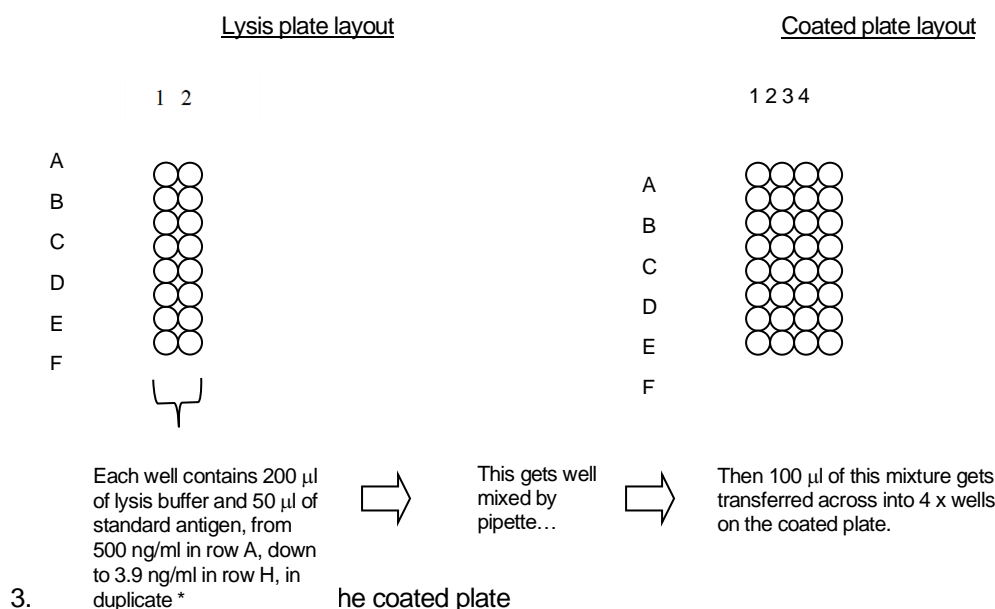 Lysis plate layout
Coated plate layout
1 2
1 2 3 4
A
B
C
D
E
F
A
B
C
D
E
F
Each well contains 200 µl
of lysis buffer and 50 µl of
standard antigen, from
500 ng/ml in row A, down
to 3.9 ng/ml in row H, in
duplicate *
This gets well
mixed by
pipette…
Then 100 µl of this mixture gets
transferred across into 4 x wells
on the coated plate.
3. he coated plate